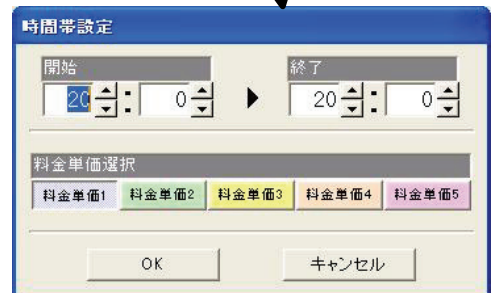 時間帯設定
開始 終了
20 : 0 ▶ 20 : 0
料金単価選択
料金単価1 料金単価2 料金単価3 料金単価4 料金単価5
OK キャンセル